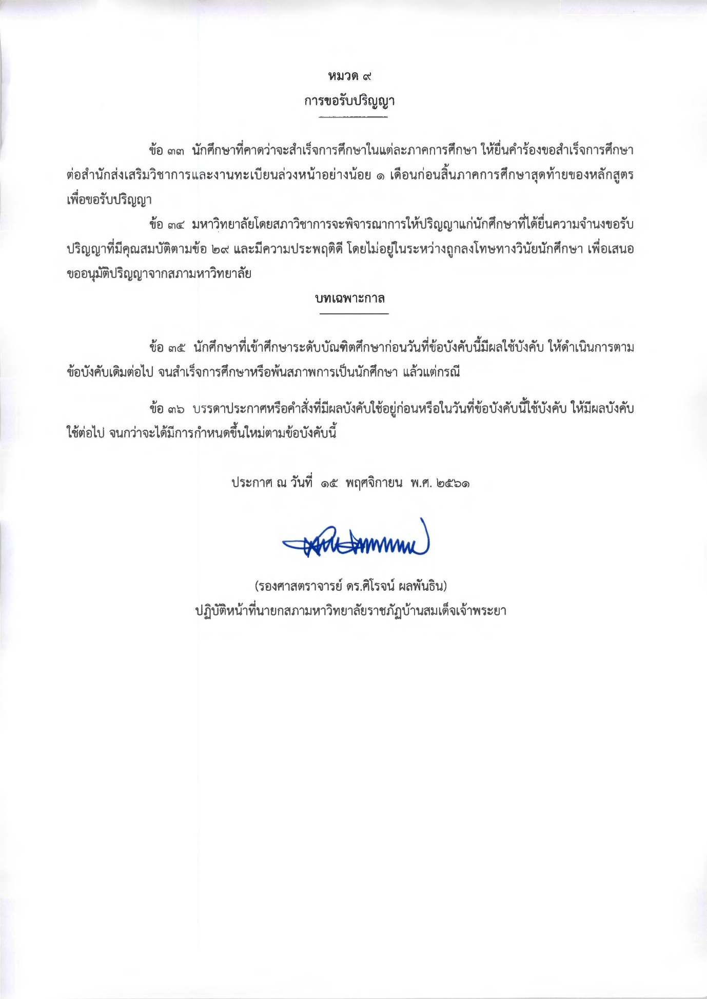 หมวด ๙
การขอรับปริญญา
ข้อ ๓๓ นักศึกษาที่คาดว่าจะสำเร็จการศึกษาในแต่ละภาคการศึกษา ให้ยื่นคำร้องขอสำเร็จการศึกษา
ต่อสำนักส่งเสริมวิชาการและงานทะเบียนล่วงหน้าอย่างน้อย ๑ เดือนก่อนสิ้นภาคการศึกษาสุดท้ายของหลักสูตร
เพื่อขอรับปริญญา
ข้อ ๓๔ มหาวิทยาลัยโดยสภาวิชาการจะพิจารณาการให้ปริญญาแก่นักศึกษาที่ได้ยื่นความจำนงขอรับ
ปริญญาที่มีคุณสมบัติตามข้อ ๒๙ และมีความประพฤติดี โดยไม่อยู่ในระหว่างถูกลงโทษทางวินัยนักศึกษา เพื่อเสนอ
ขออนุมัติปริญญาจากสภามหาวิทยาลัย
บทเฉพาะกาล
ข้อ ๓๕ นักศึกษาที่เข้าศึกษาระดับบัณฑิตศึกษาก่อนวันที่ข้อบังคับนี้มีผลใช้บังคับ ให้ดำเนินการตาม
ข้อบังคับเดิมต่อไป จนสำเร็จการศึกษาหรือพ้นสภาพการเป็นนักศึกษา แล้วแต่กรณี
ข้อ ๓๖ บรรดาประกาศหรือคำสั่งที่มีผลบังคับใช้อยู่ก่อนหรือในวันที่ข้อบังคับนี้ใช้บังคับ ให้มีผลบังคับ
ใช้ต่อไป จนกว่าจะได้มีการกำหนดขึ้นใหม่ตามข้อบังคับนี้
ประกาศ ณ วันที่ ๑๕ พฤศจิกายน พ.ศ. ๒๕๖๑
(รองศาสตราจารย์ ดร.ศิโรจน์ ผลพันธิน)
ปฏิบัติหน้าที่นายกสภามหาวิทยาลัยราชภัฏบ้านสมเด็จเจ้าพระยา